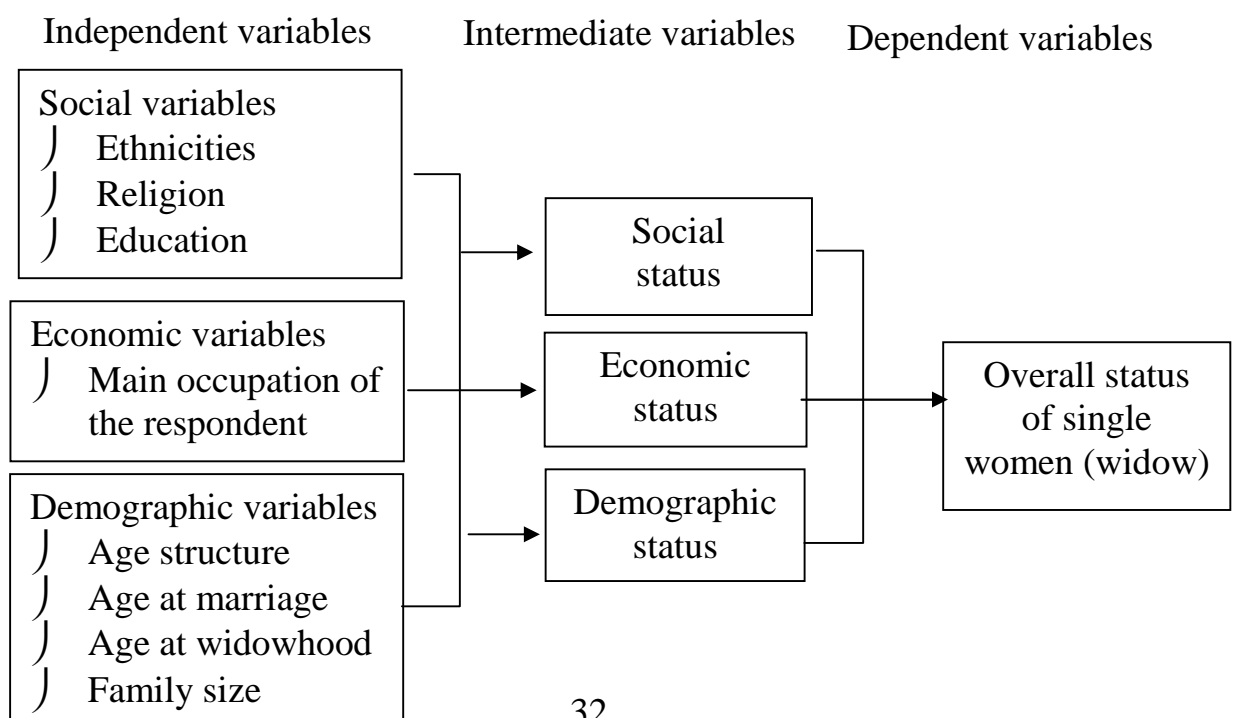 Independent variables
Intermediate variables
Dependent variables
Social variables
Ethnicities
Religion
Education
Economic variables
Main occupation of
the respondent
Demographic variables
Age structure
Age at marriage
Age at widowhood
Family size
Social
status
Economic
status
Demographic
status
Overall status
of single
women (widow)
32